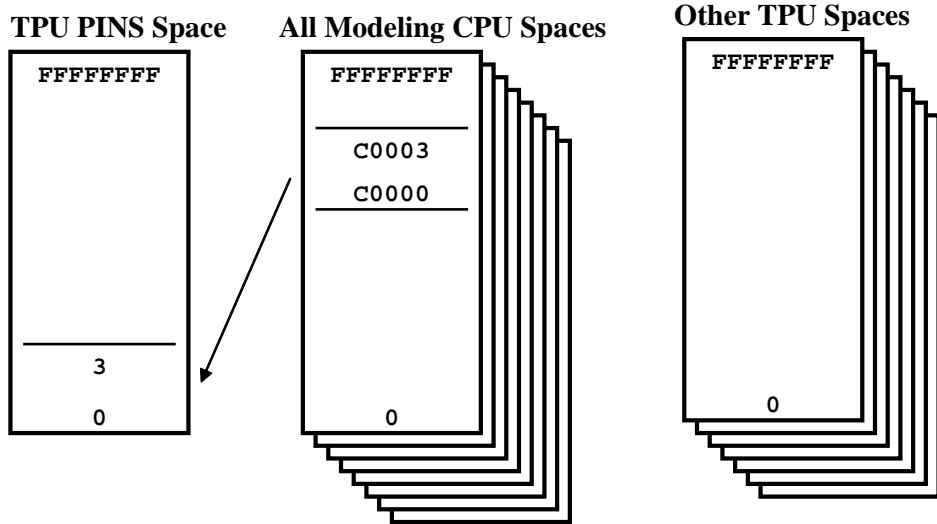 TPU PINS Space
FFFFFFFF
3
0
All Modeling CPU Spaces
FFFFFFFF
C0003
C0000
0
Other TPU Spaces
FFFFFFFF
0